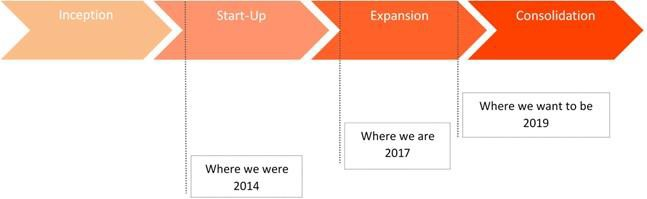 Inception
Start-Up
Expansion
Consolidation
Where we want to be
2019
Where we are
2017
Where we were
2014